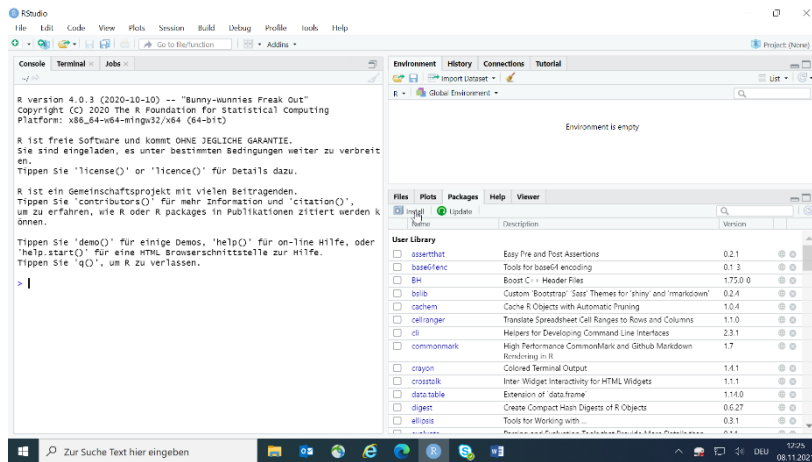 RStudio
File Edit Code View Plots Session Build Debug Profile Tools Help
Go to file/function Addins
Project: (None)
Console Terminal Jobs
~/
R version 4.0.3 (2020-10-10) -- "Bunny-Wunnies Freak Out"
Copyright (C) 2020 The R Foundation for Statistical Computing
Platform: x86_64-w64-mingw32/x64 (64-bit)
R ist freie Software und kommt OHNE JEGLICHE GARANTIE.
Sie sind eingeladen, es unter bestimmten Bedingungen weiter zu verbreit
en.
Tippen Sie 'license()' or 'licence()' für Details dazu.
R ist ein Gemeinschaftsprojekt mit vielen Beitragenden.
Tippen Sie 'contributors()' für mehr Information und 'citation()',
um zu erfahren, wie R oder R packages in Publikationen zitiert werden k
önnen.
Tippen Sie 'demo()' für einige Demos, 'help()' für on-line Hilfe, oder
'help.start()' für eine HTML Browserschnittstelle zur Hilfe.
Tippen Sie 'q()', um R zu verlassen.
>
Environment History Connections Tutorial
Import Dataset List
R Global Environment
Environment is empty
Files Plots Packages Help Viewer
Install Update
Name Description Version
User Library
assertthat Easy Pre and Post Assertions 0.2.1
base64enc Tools for base64 encoding 0.1-3
BH Boost C++ Header Files 1.75.0-0
bslib Custom 'Bootstrap' 'Sass' Themes for 'shiny' and 'rmarkdown' 0.2.4
cachem Cache R Objects with Automatic Pruning 1.0.4
cellranger Translate Spreadsheet Cell Ranges to Rows and Columns 1.1.0
cli Helpers for Developing Command Line Interfaces 2.3.1
commonmark High Performance CommonMark and Github Markdown 1.7
Rendering in R
crayon Colored Terminal Output 1.4.1
crosstalk Inter-Widget Interactivity for HTML Widgets 1.1.1
data.table Extension of `data.frame` 1.14.0
digest Create Compact Hash Digests of R Objects 0.6.27
ellipsis Tools for Working with ... 0.3.1
Zur Suche Text hier eingeben
DEU
12:25
08.11.202